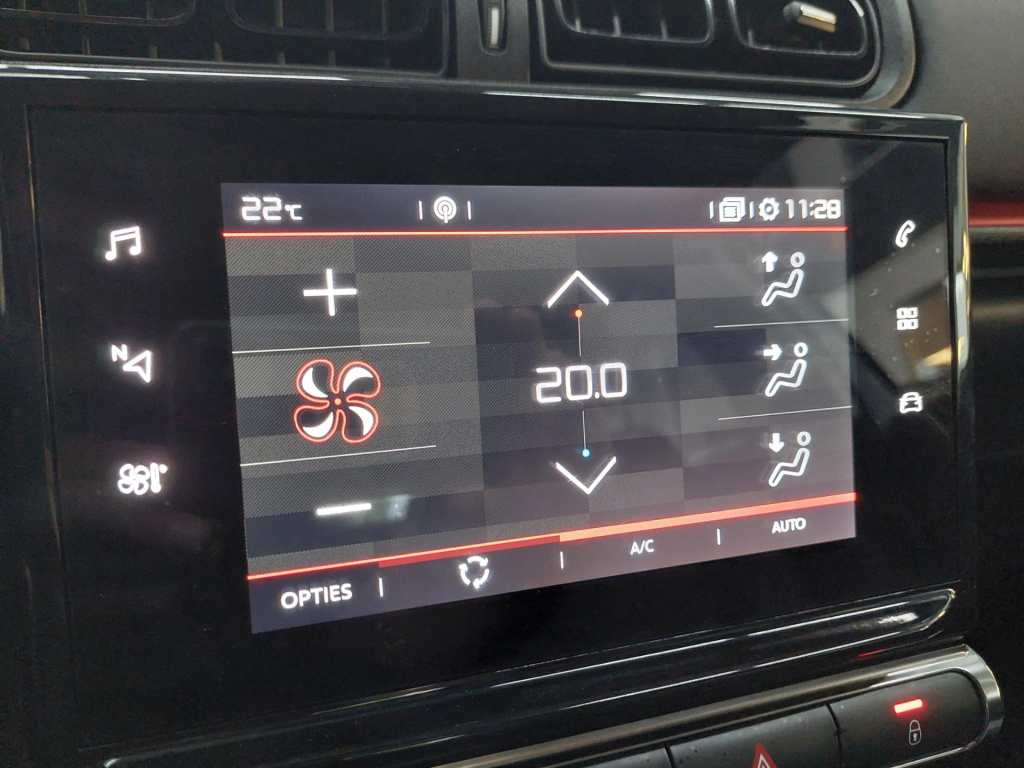 22°C
11:28
N
20.0
OPTIES
A/C
AUTO